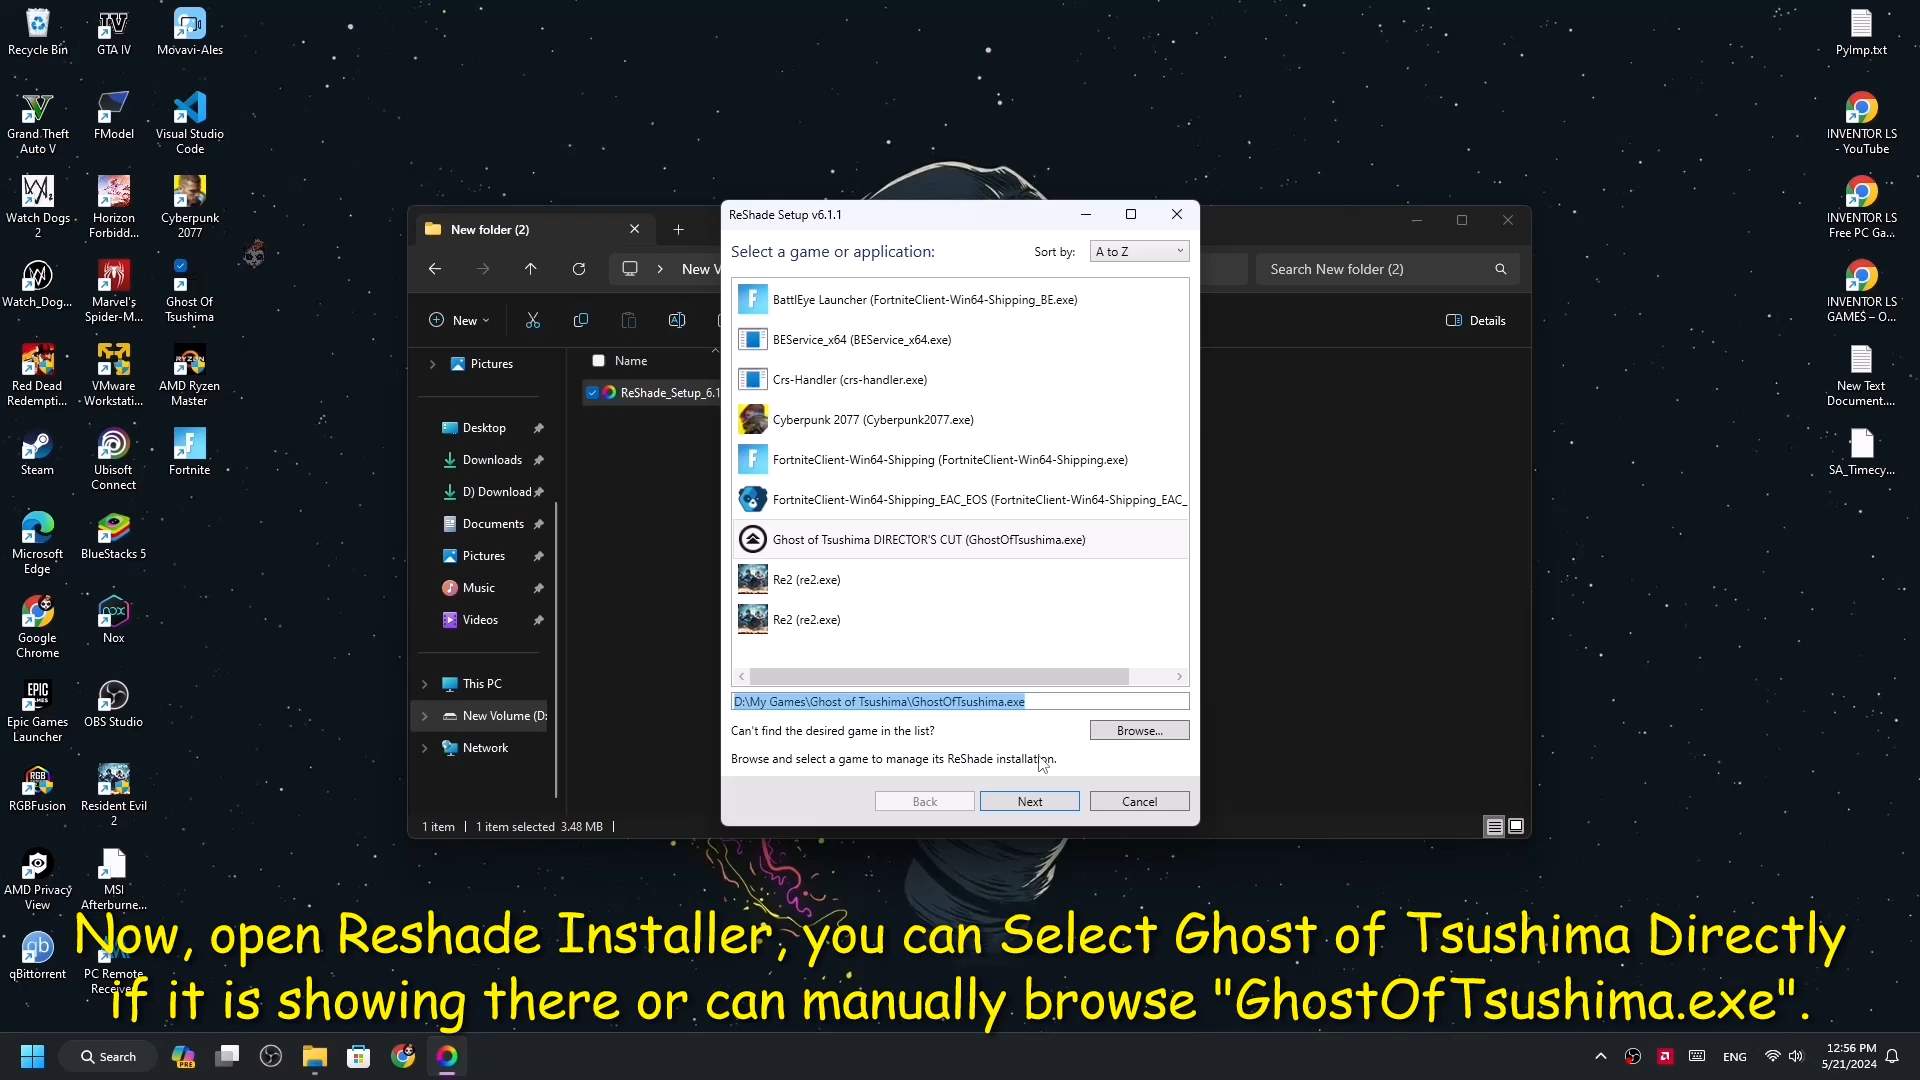 Recycle Bin
GTA IV
Movavi-Ales
Grand Theft
Auto V
FModel
Visual Studio
Code
Watch Dogs
2
Horizon
Forbidd...
Cyberpunk
2077
Watch_Dog...
Marvel's
Spider-M...
Ghost Of
Tsushima
Red Dead
Redempti...
VMware
Workstati...
AMD Ryzen
Master
Steam
Ubisoft
Connect
Fortnite
Microsoft
Edge
BlueStacks 5
Google
Chrome
Nox
Epic Games
Launcher
OBS Studio
RGBFusion
Resident Evil
2
AMD Privacy
View
MSI
Afterburne...
qBittorrent
PC Remote
Receiver
PyImp.txt
INVENTOR LS
- YouTube
INVENTOR LS
Free PC Ga...
INVENTOR LS
GAMES – O...
New Text
Document....
SA_Timecy...
New folder (2)
New V
Search New folder (2)
New
Details
Pictures
Desktop
Downloads
D) Download
Documents
Pictures
Music
Videos
This PC
New Volume (D:
Network
Name
ReShade_Setup_6.1
1 item
1 item selected 3.48 MB
ReShade Setup v6.1.1
Select a game or application:
Sort by:
A to Z
BattlEye Launcher (FortniteClient-Win64-Shipping_BE.exe)
BEService_x64 (BEService_x64.exe)
Crs-Handler (crs-handler.exe)
Cyberpunk 2077 (Cyberpunk2077.exe)
FortniteClient-Win64-Shipping (FortniteClient-Win64-Shipping.exe)
FortniteClient-Win64-Shipping_EAC_EOS (FortniteClient-Win64-Shipping_EAC_
Ghost of Tsushima DIRECTOR'S CUT (GhostOfTsushima.exe)
Re2 (re2.exe)
Re2 (re2.exe)
D:\My Games\Ghost of Tsushima\GhostOfTsushima.exe
Can't find the desired game in the list?
Browse...
Browse and select a game to manage its ReShade installation.
Back
Next
Cancel
Now, open Reshade Installer, you can Select Ghost of Tsushima Directly
if it is showing there or can manually browse "GhostOfTsushima.exe".
Search
ENG
12:56 PM
5/21/2024